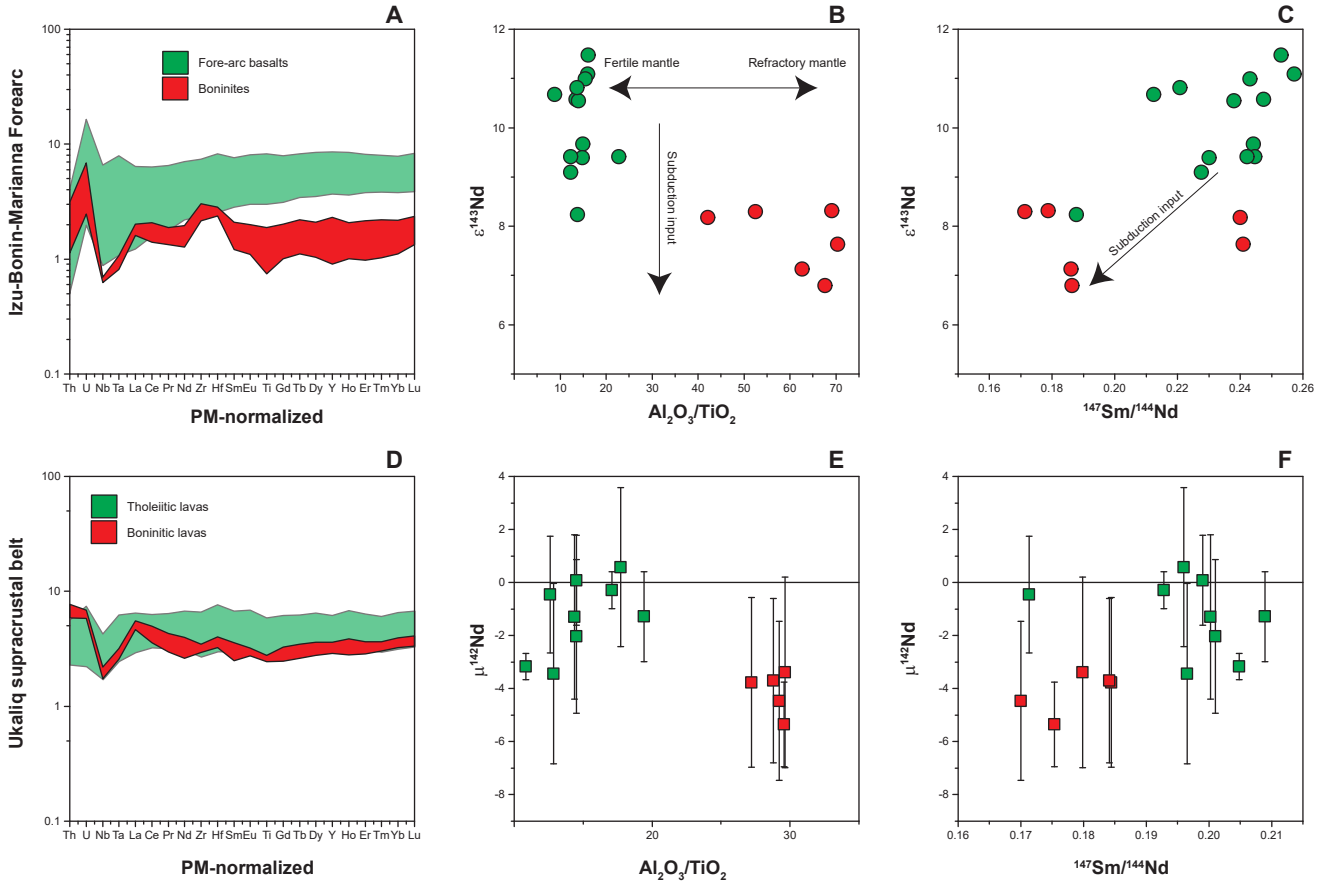 A
Izu-Bonin-Marianna Forearc
100
10
1
0.1
Fore-arc basalts
Boninites
Th U Nb Ta La Ce Pr Nd Zr Hf Sm Eu Ti Gd Tb Dy Y Ho Er Tm Yb Lu
PM-normalized
B
ε¹⁴³Nd
12
10
8
6
Fertile mantle
Refractory mantle
Subduction input
10 20 30 40 50 60 70
Al₂O₃/TiO₂
C
ε¹⁴³Nd
12
10
8
6
Subduction input
0.16 0.18 0.20 0.22 0.24 0.26
¹⁴⁷Sm/¹⁴⁴Nd
D
Ukaliq supracrustal belt
100
10
1
0.1
Tholeiitic lavas
Boninitic lavas
Th U Nb Ta La Ce Pr Nd Zr Hf Sm Eu Ti Gd Tb Dy Y Ho Er Tm Yb Lu
PM-normalized
E
μ¹⁴²Nd
4
2
0
-2
-4
-6
-8
20 30
Al₂O₃/TiO₂
F
μ¹⁴²Nd
4
2
0
-2
-4
-6
-8
0.16 0.17 0.18 0.19 0.20 0.21
¹⁴⁷Sm/¹⁴⁴Nd